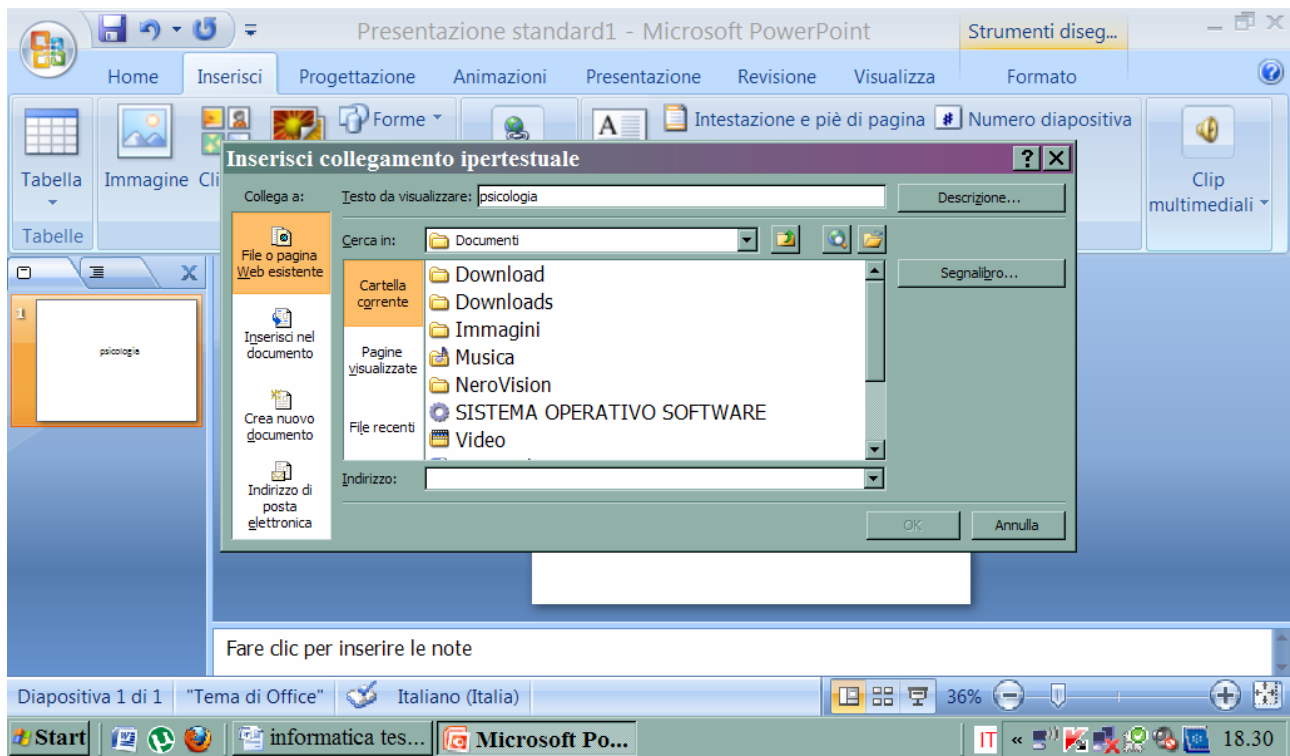 Presentazione standard1 - Microsoft PowerPoint
Strumenti diseg...
Home Inserisci Progettazione Animazioni Presentazione Revisione Visualizza Formato
Forme
Intestazione e piè di pagina # Numero diapositiva
Tabella
Immagine
Cli
A
Clip
multimediali
Tabelle
Inserisci collegamento ipertestuale
Collega a:
Testo da visualizzare: psicologia
Descrizione...
File o pagina
Web esistente
Inserisci nel
documento
Crea nuovo
documento
Indirizzo di
posta
elettronica
Cerca in: Documenti
Cartella
corrente
Pagine
visualizzate
File recenti
Download
Downloads
Immagini
Musica
NeroVision
SISTEMA OPERATIVO SOFTWARE
Video
Segnalibro...
Indirizzo:
OK
Annulla
1
psicologia
Fare clic per inserire le note
Diapositiva 1 di 1 "Tema di Office" Italiano (Italia) 36%
Start informatica tes... Microsoft Po... IT « 18.30